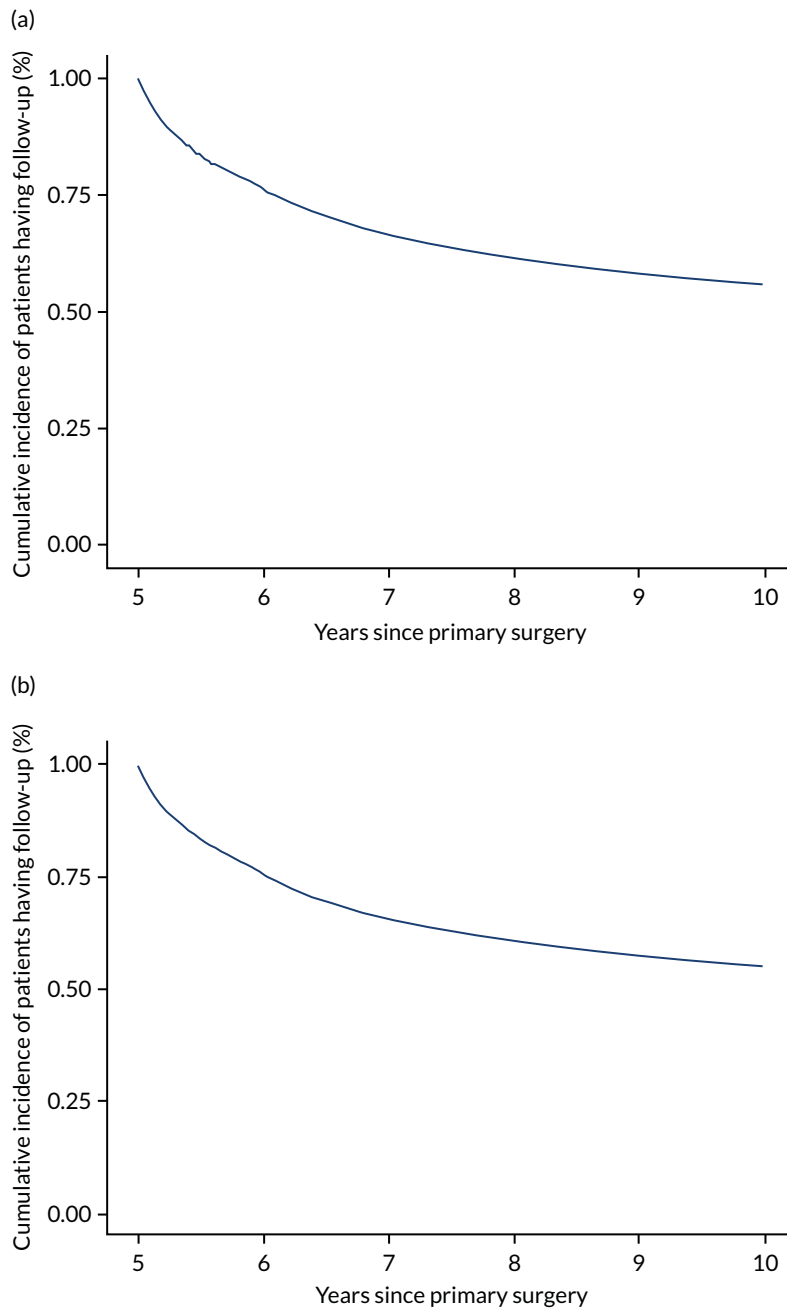 (a)
Cumulative incidence of patients having follow-up (%)
1.00
0.75
0.50
0.25
0.00
5 6 7 8 9 10
Years since primary surgery
(b)
Cumulative incidence of patients having follow-up (%)
1.00
0.75
0.50
0.25
0.00
5 6 7 8 9 10
Years since primary surgery